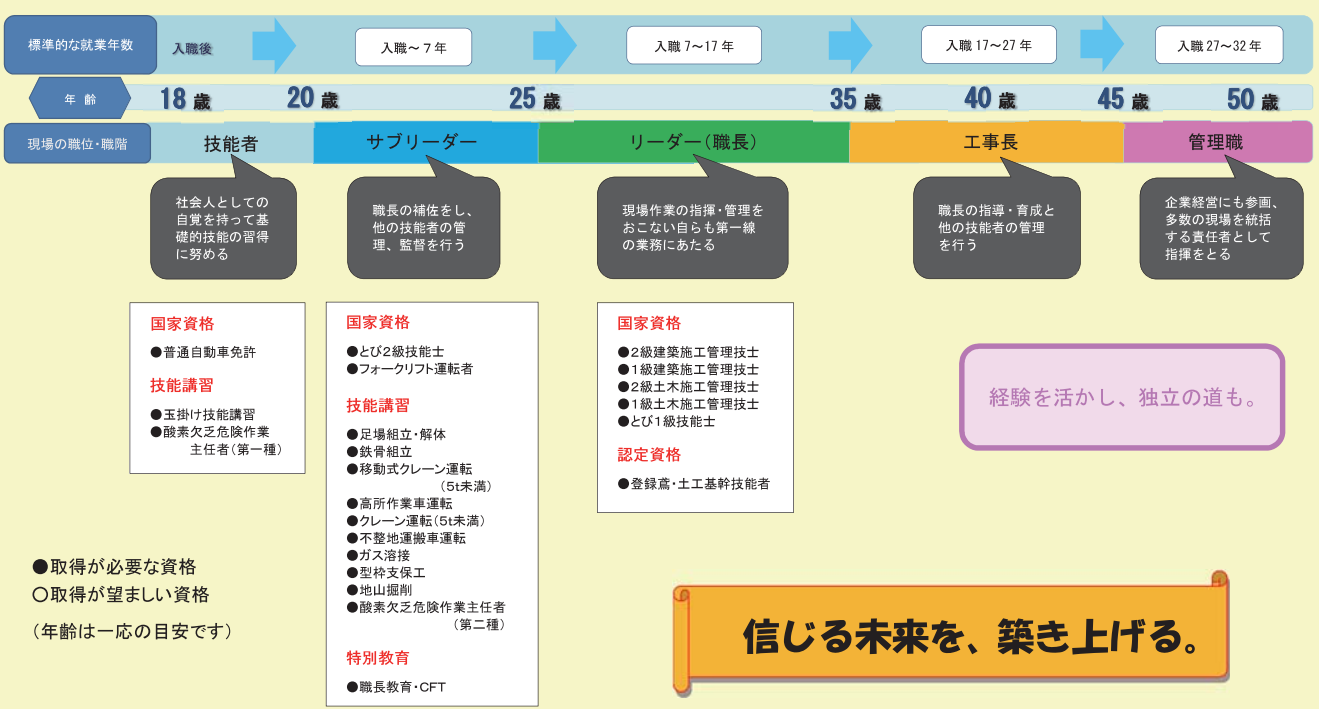 標準的な就業年数
入職後
入職～７年
入職 7～17 年
入職 17～27 年
入職 27～32 年
年 齢
18 歳
20 歳
25 歳
35 歳
40 歳
45 歳
50 歳
現場の職位・職階
技能者
サブリーダー
リーダー（職長）
工事長
管理職
社会人としての
自覚を持って基
礎的技能の習得
に努める
職長の補佐をし、
他の技能者の管
理、監督を行う
現場作業の指揮・管理を
おこない自らも第一線
の業務にあたる
職長の指導・育成と
他の技能者の管理
を行う
企業経営にも参画、
多数の現場を統括
する責任者として
指揮をとる
国家資格
●普通自動車免許
技能講習
●玉掛け技能講習
●酸素欠乏危険作業
主任者（第一種）
国家資格
●とび２級技能士
●フォークリフト運転者
技能講習
●足場組立・解体
●鉄骨組立
●移動式クレーン運転
（5t未満）
●高所作業車運転
●クレーン運転（5t未満）
●不整地運搬車運転
●ガス溶接
●型枠支保工
●地山掘削
●酸素欠乏危険作業主任者
（第二種）
特別教育
●職長教育・CFT
国家資格
●２級建築施工管理技士
●１級建築施工管理技士
●２級土木施工管理技士
●１級土木施工管理技士
●とび１級技能士
認定資格
●登録鳶・土工基幹技能者
経験を活かし、独立の道も。
●取得が必要な資格
○取得が望ましい資格
（年齢は一応の目安です）
信じる未来を、築き上げる。